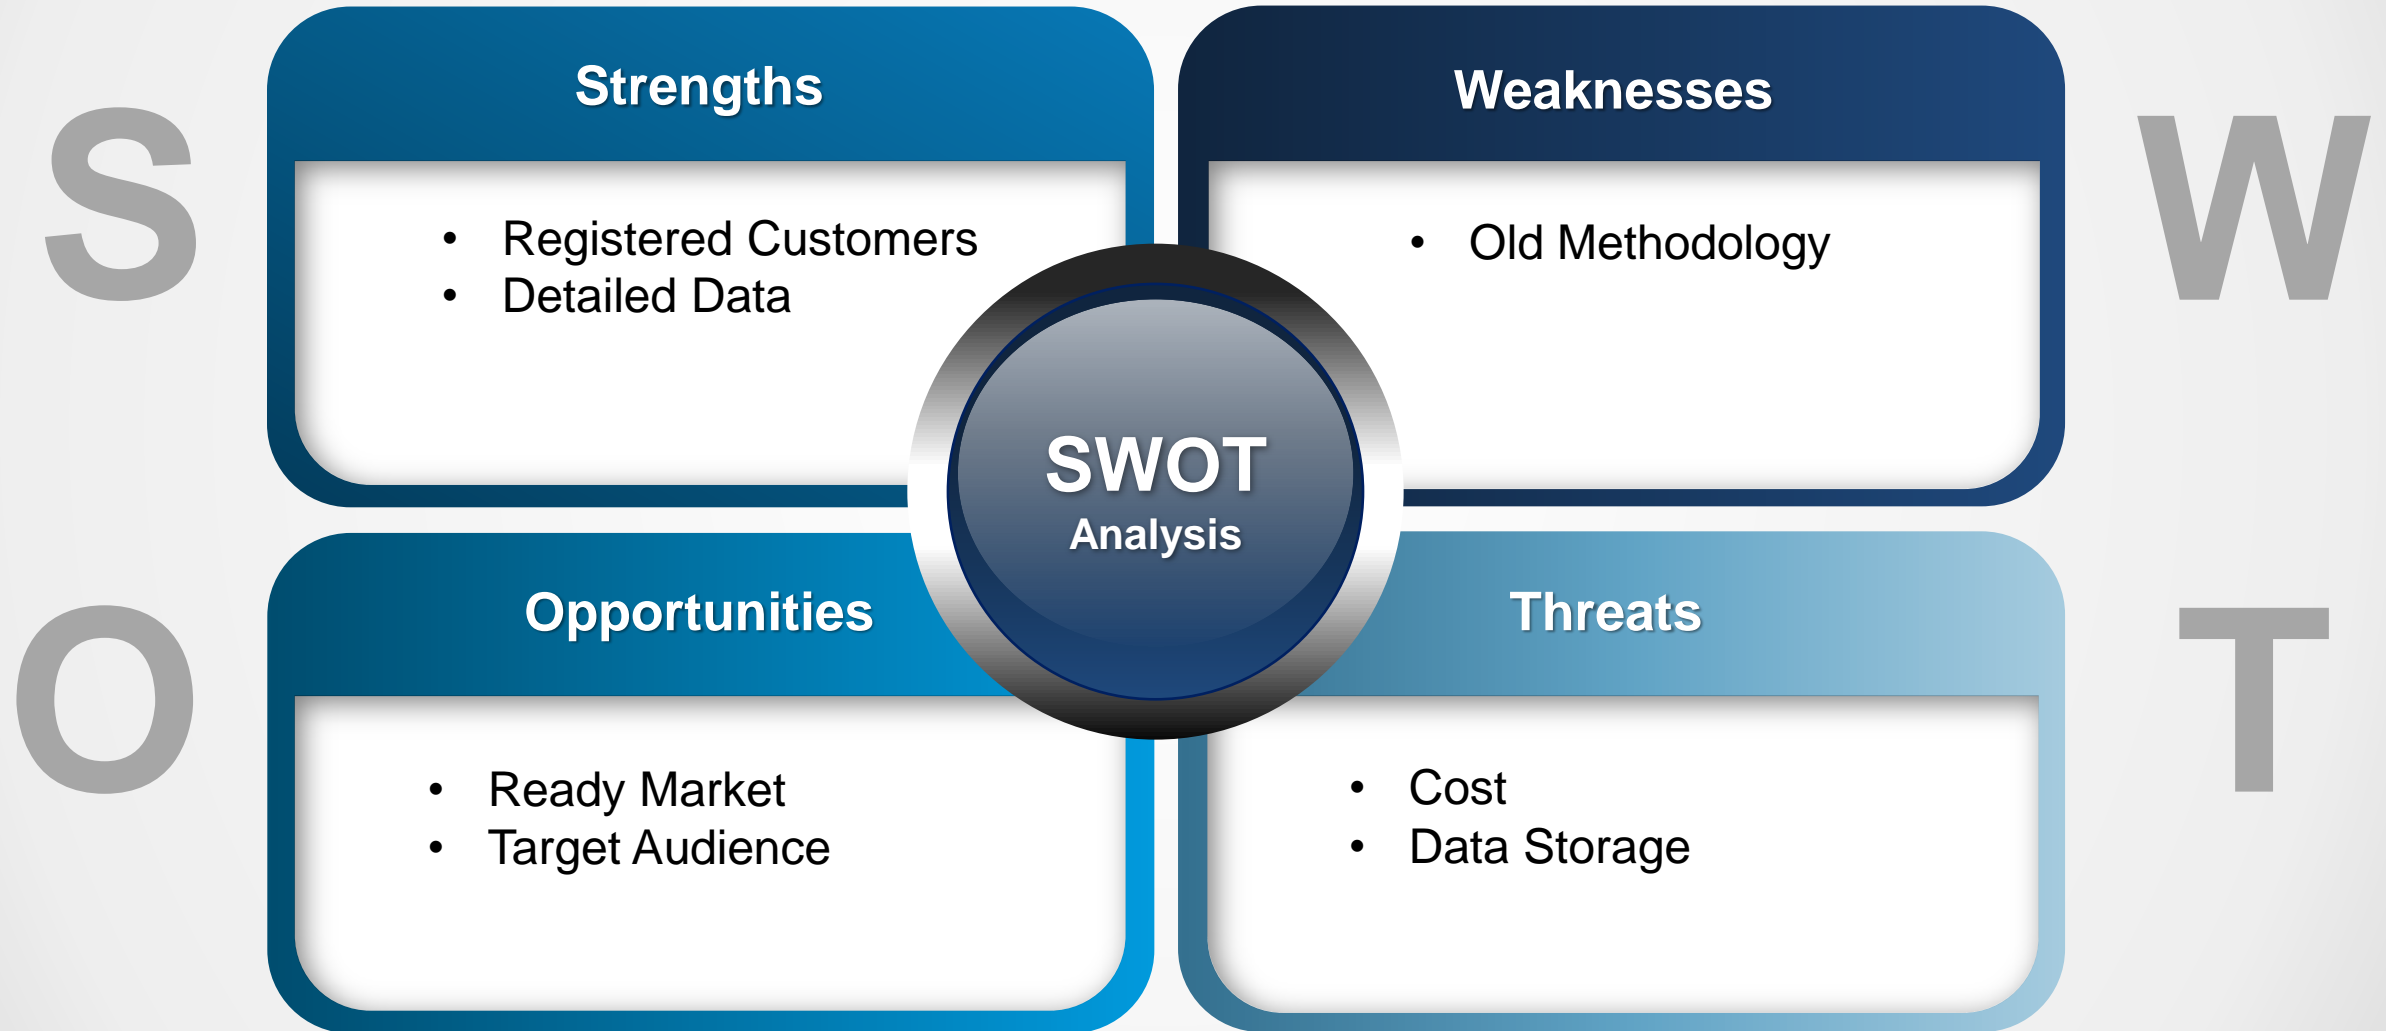 S
Strengths
• Registered Customers
• Detailed Data
W
Weaknesses
• Old Methodology
SWOT
Analysis
O
Opportunities
• Ready Market
• Target Audience
T
Threats
• Cost
• Data Storage